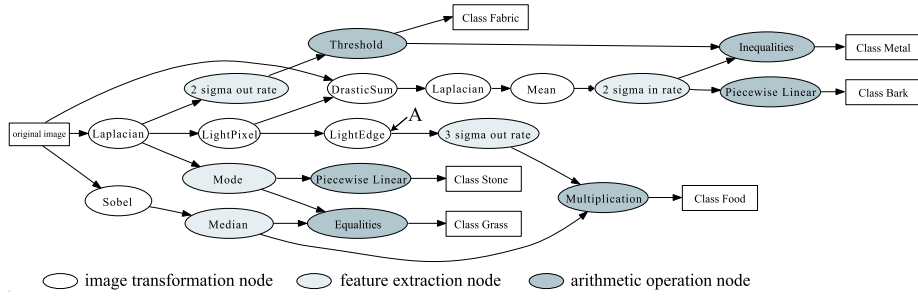 Class Fabric
Threshold
Inequalities
Class Metal
2 sigma out rate
DrasticSum
Laplacian
Mean
2 sigma in rate
Piecewise Linear
Class Bark
A
original image
Laplacian
LightPixel
LightEdge
3 sigma out rate
Mode
Piecewise Linear
Class Stone
Sobel
Multiplication
Class Food
Median
Equalities
Class Grass
image transformation node
feature extraction node
arithmetic operation node